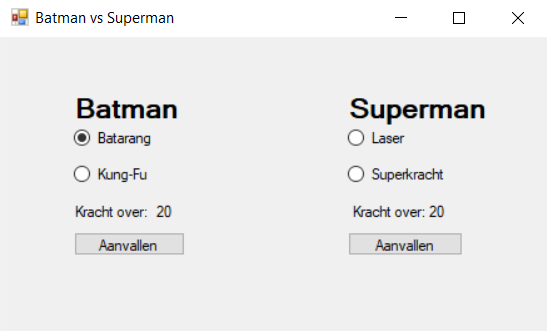 Batman vs Superman
Batman
Batarang
Kung-Fu
Kracht over: 20
Aanvallen
Superman
Laser
Superkracht
Kracht over: 20
Aanvallen